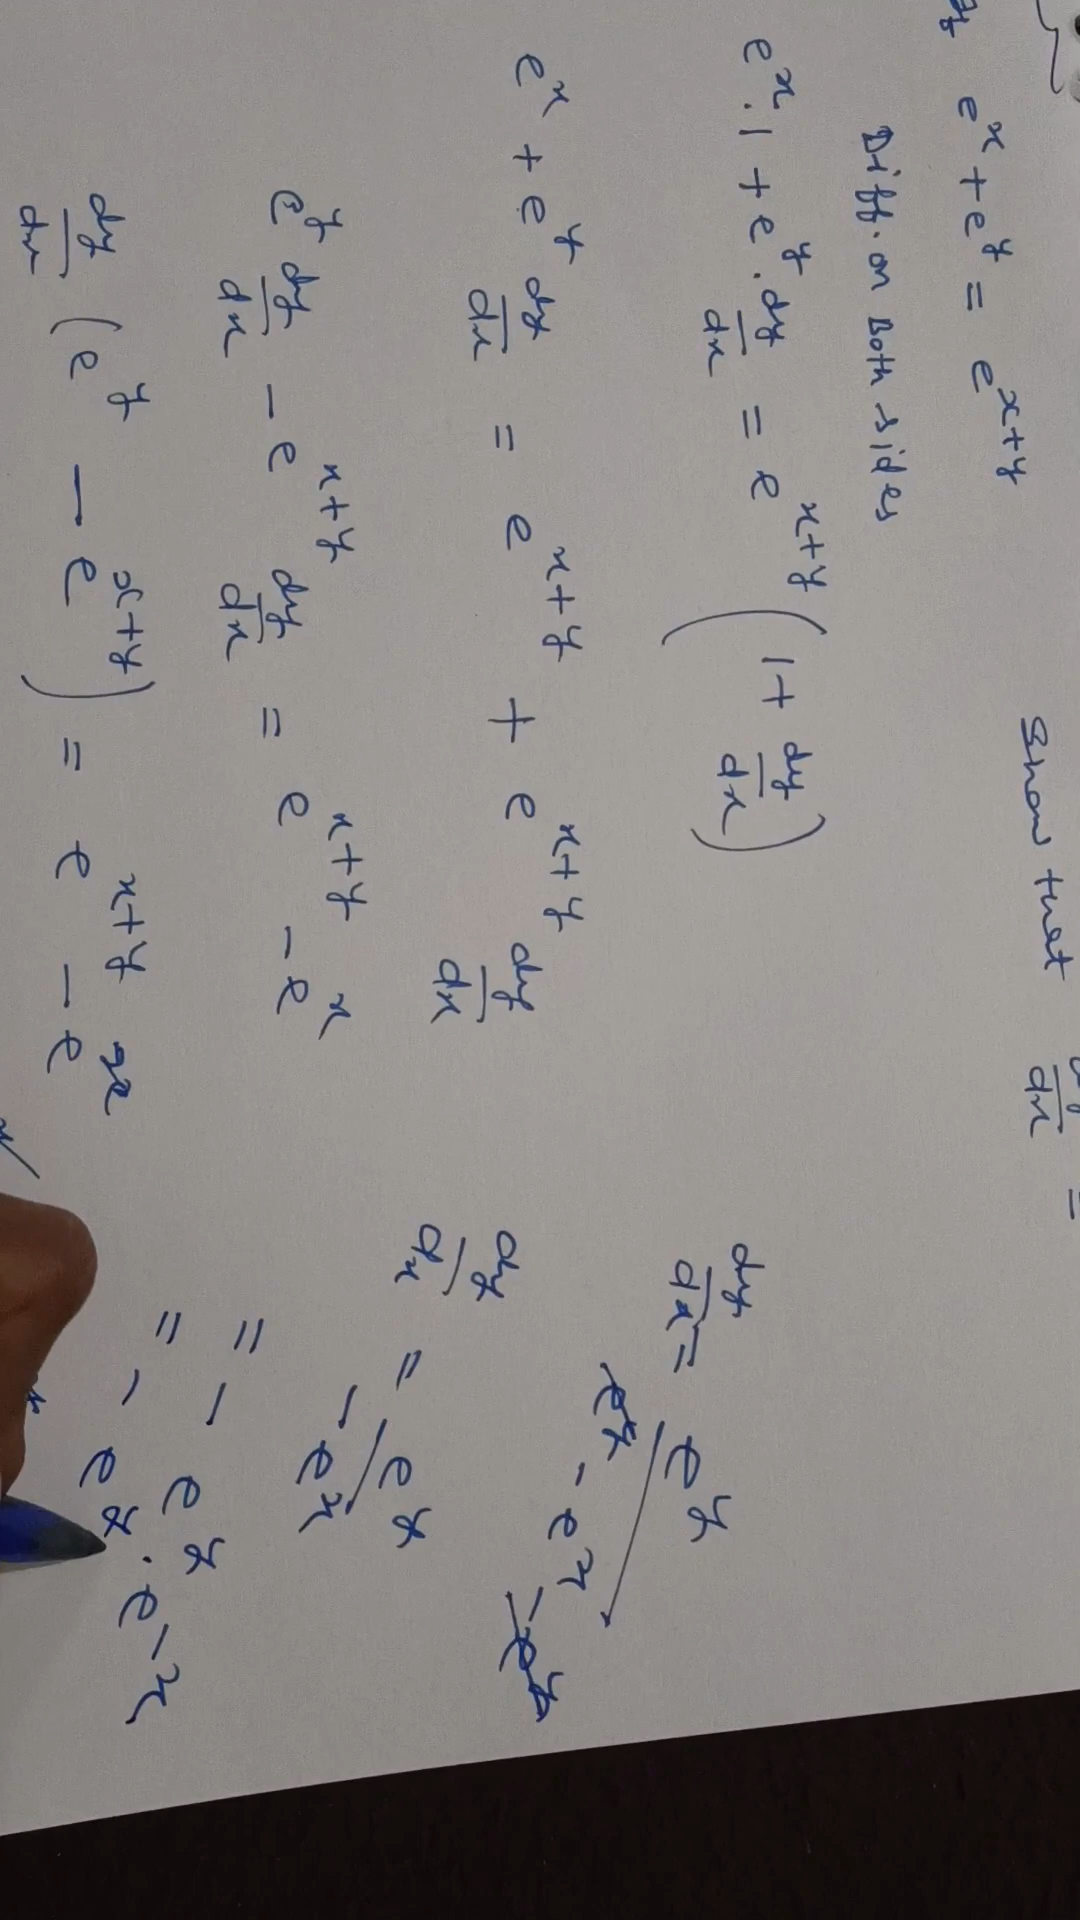 e^x + e^y = e^(x+y)
Show that dy/dx =
Diff. on Both sides
e^x . 1 + e^y . dy/dx = e^(x+y) (1 + dy/dx)
e^x + e^y dy/dx = e^(x+y) + e^(x+y) dy/dx
e^y dy/dx - e^(x+y) dy/dx = e^(x+y) - e^x
dy/dx (e^y - e^(x+y)) = e^(x+y) - e^x
dy/dx = e^y
- e^x
dy/dx = e^y / - e^x
= - e^y
= - e^y . e^-x